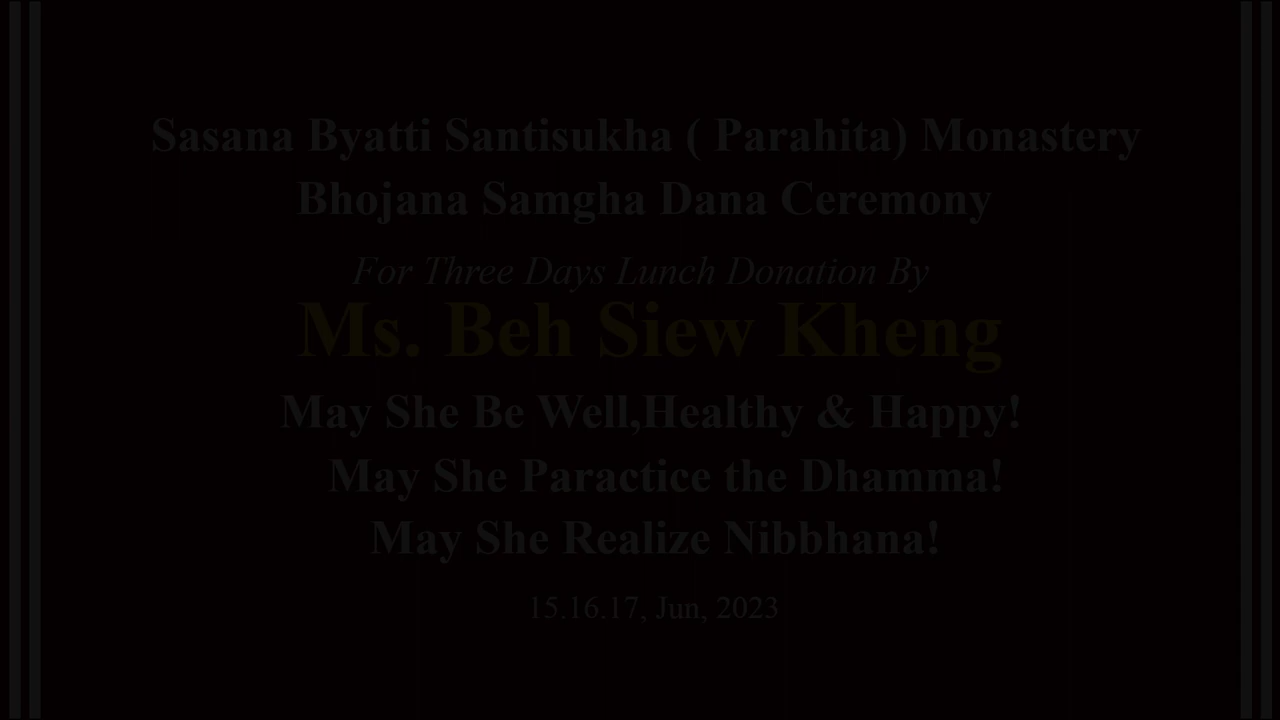 Sasana Byatti Santisukha ( Parahita) Monastery
Bhojana Samgha Dana Ceremony
For Three Days Lunch Donation By
Ms. Beh Siew Kheng
May She Be Well,Healthy & Happy!
May She Paractice the Dhamma!
May She Realize Nibbhana!
15.16.17, Jun, 2023